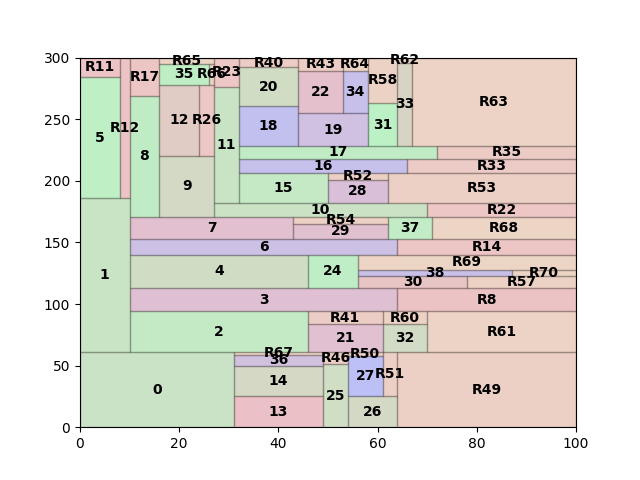 R62
R65 R40 R43 R64
300 R11 35 R66 R23 R58
R17 20 22 34 33 R63
250 5 R12 12 R26 18 19 31
8 11 17 R35
200 9 16 R33
15 R52 28 R53
10 R22
7 R54 29 37 R68
150 6 R14
1 4 24 R69
38 R70
30 R57
100 3 R8
2 R41 R60
21 32 R61
50 R67 36 R46 R50
0 14 25 27 R51 R49
13 26
0
0 20 40 60 80 100